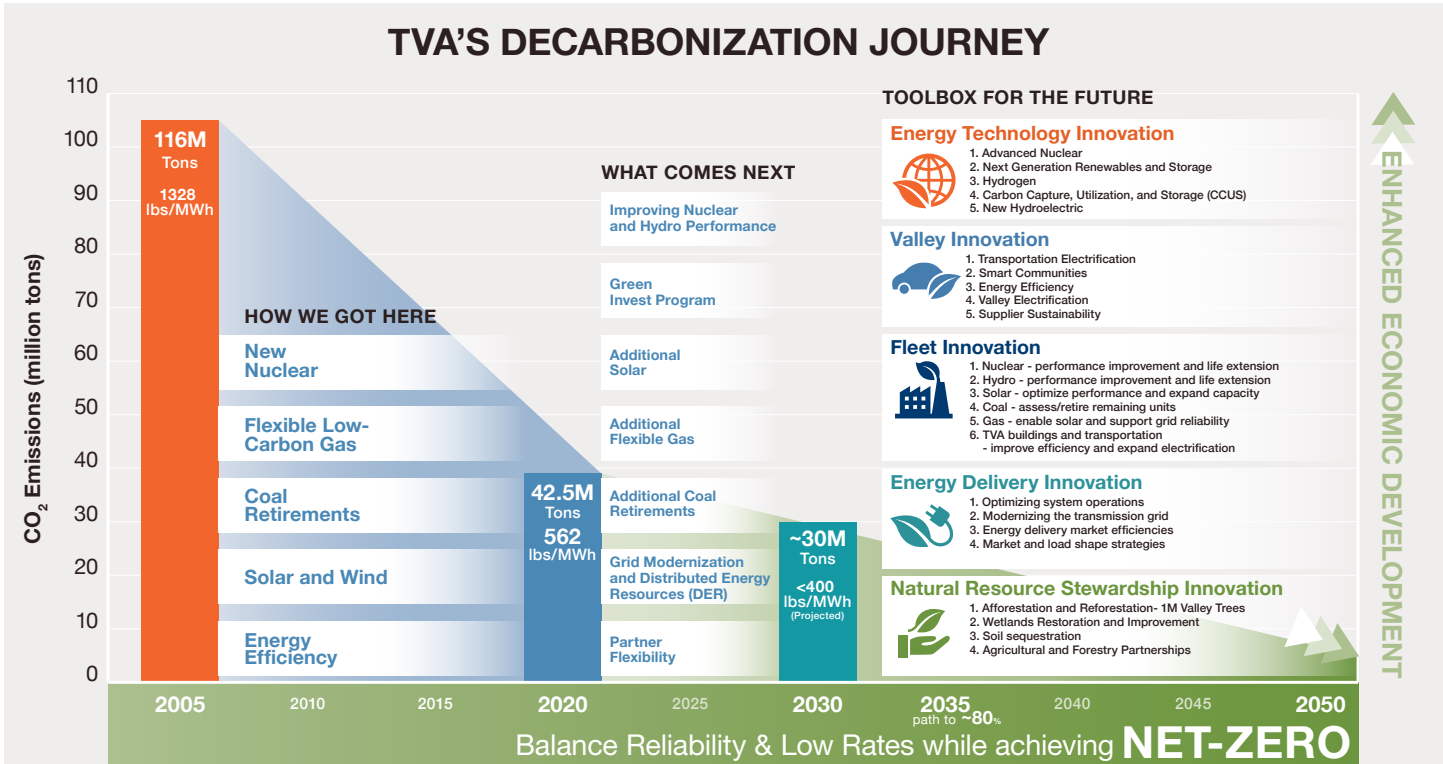 TVA'S DECARBONIZATION JOURNEY
CO2 Emissions (million tons)
110
100
90
80
70
60
50
40
30
20
10
0
116M
Tons
1328
lbs/MWh
HOW WE GOT HERE
New
Nuclear
Flexible Low-
Carbon Gas
Coal
Retirements
Solar and Wind
Energy
Efficiency
42.5M
Tons
562
lbs/MWh
WHAT COMES NEXT
Improving Nuclear
and Hydro Performance
Green
Invest Program
Additional
Solar
Additional
Flexible Gas
Additional Coal
Retirements
Grid Modernization
and Distributed Energy
Resources (DER)
Partner
Flexibility
~30M
Tons
<400
lbs/MWh
(Projected)
TOOLBOX FOR THE FUTURE
Energy Technology Innovation
1. Advanced Nuclear
2. Next Generation Renewables and Storage
3. Hydrogen
4. Carbon Capture, Utilization, and Storage (CCUS)
5. New Hydroelectric
Valley Innovation
1. Transportation Electrification
2. Smart Communities
3. Energy Efficiency
4. Valley Electrification
5. Supplier Sustainability
Fleet Innovation
1. Nuclear - performance improvement and life extension
2. Hydro - performance improvement and life extension
3. Solar - optimize performance and expand capacity
4. Coal - assess/retire remaining units
5. Gas - enable solar and support grid reliability
6. TVA buildings and transportation
- improve efficiency and expand electrification
Energy Delivery Innovation
1. Optimizing system operations
2. Modernizing the transmission grid
3. Energy delivery market efficiencies
4. Market and load shape strategies
Natural Resource Stewardship Innovation
1. Afforestation and Reforestation- 1M Valley Trees
2. Wetlands Restoration and Improvement
3. Soil sequestration
4. Agricultural and Forestry Partnerships
ENHANCED ECONOMIC DEVELOPMENT
2005
2010
2015
2020
2025
2030
2035
path to ~80%
2040
2045
2050
Balance Reliability & Low Rates while achieving NET-ZERO